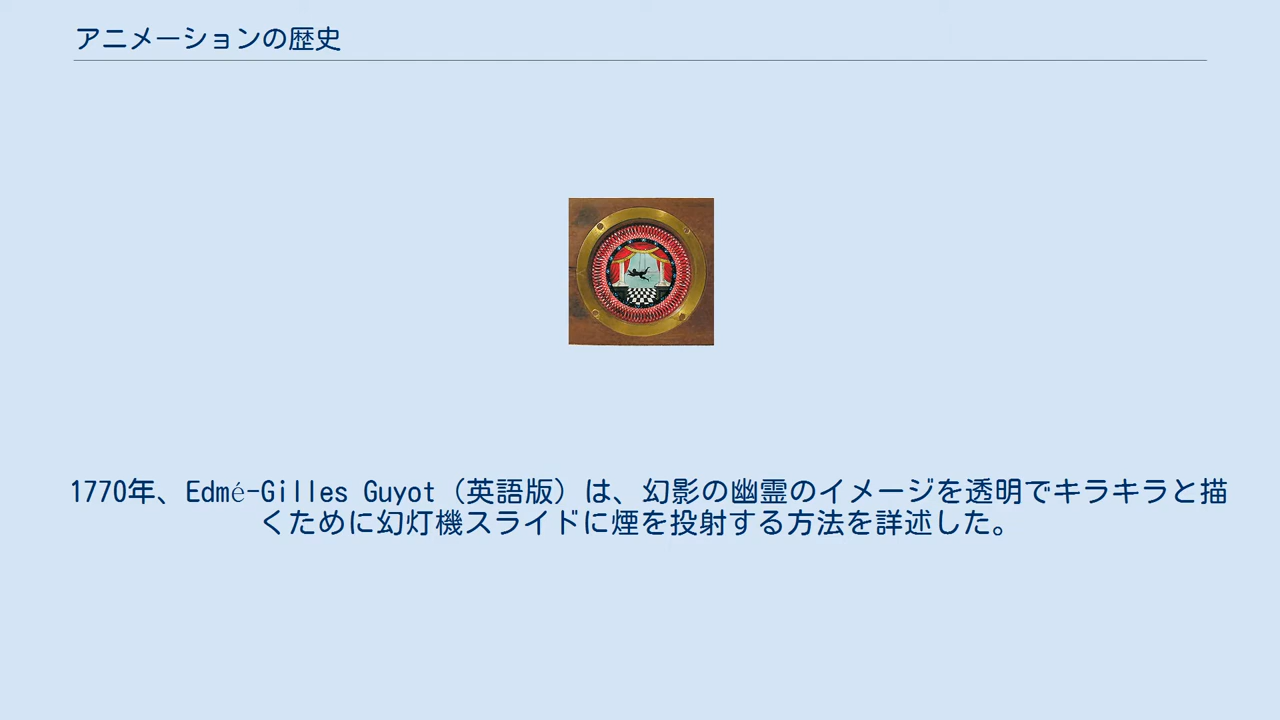 アニメーションの歴史
1770年、Edmé-Gilles Guyot（英語版）は、幻影の幽霊のイメージを透明でキラキラと描
くために幻灯機スライドに煙を投射する方法を詳述した。